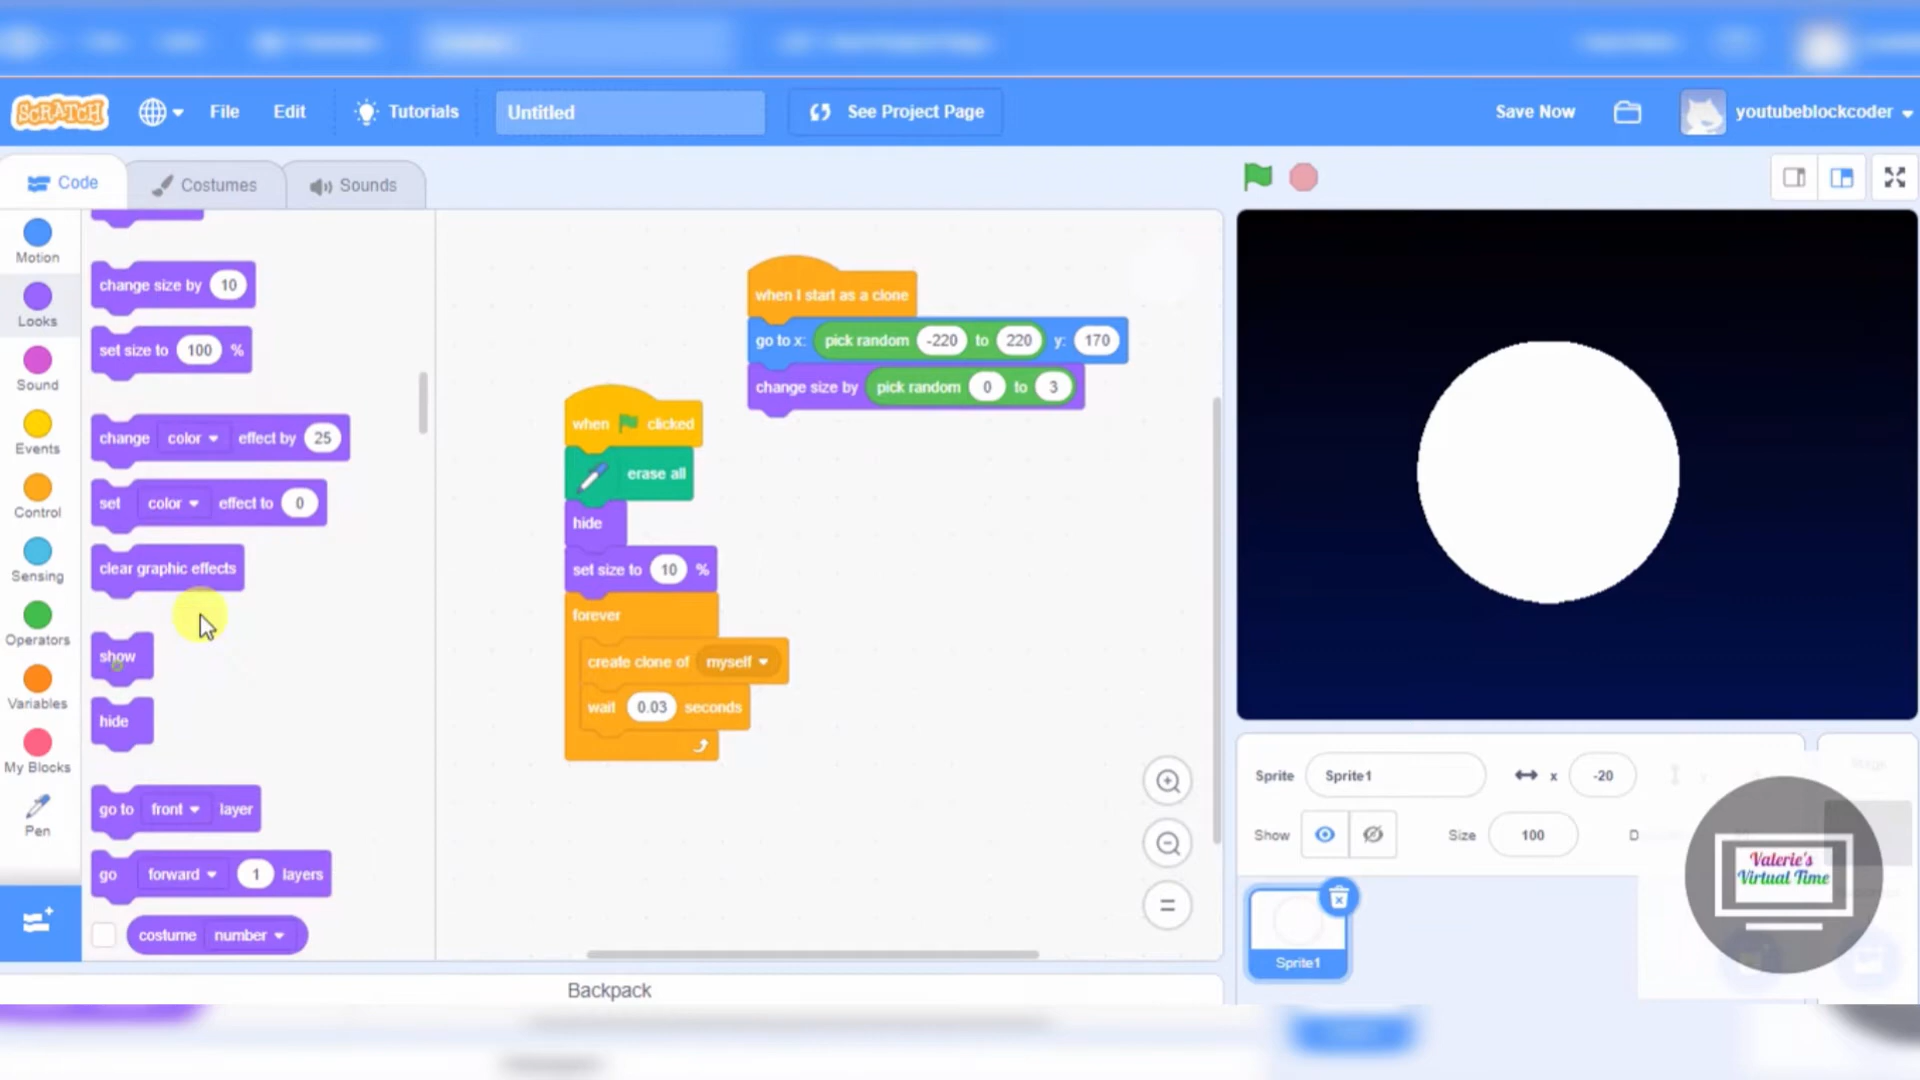 SCRATCH File Edit Tutorials Untitled See Project Page Save Now youtubeblockcoder
Code Costumes Sounds
Motion
Looks
Sound
Events
Control
Sensing
Operators
Variables
My Blocks
Pen
change size by 10
set size to 100 %
change color effect by 25
set color effect to 0
clear graphic effects
show
hide
go to front layer
go forward 1 layers
costume number
when I start as a clone
go to x: pick random -220 to 220 y: 170
change size by pick random 0 to 3
when clicked
erase all
hide
set size to 10 %
forever
create clone of myself
wait 0.03 seconds
Backpack
Sprite Sprite1 x -20
Show Size 100
Sprite1
Valerie's
Virtual Time